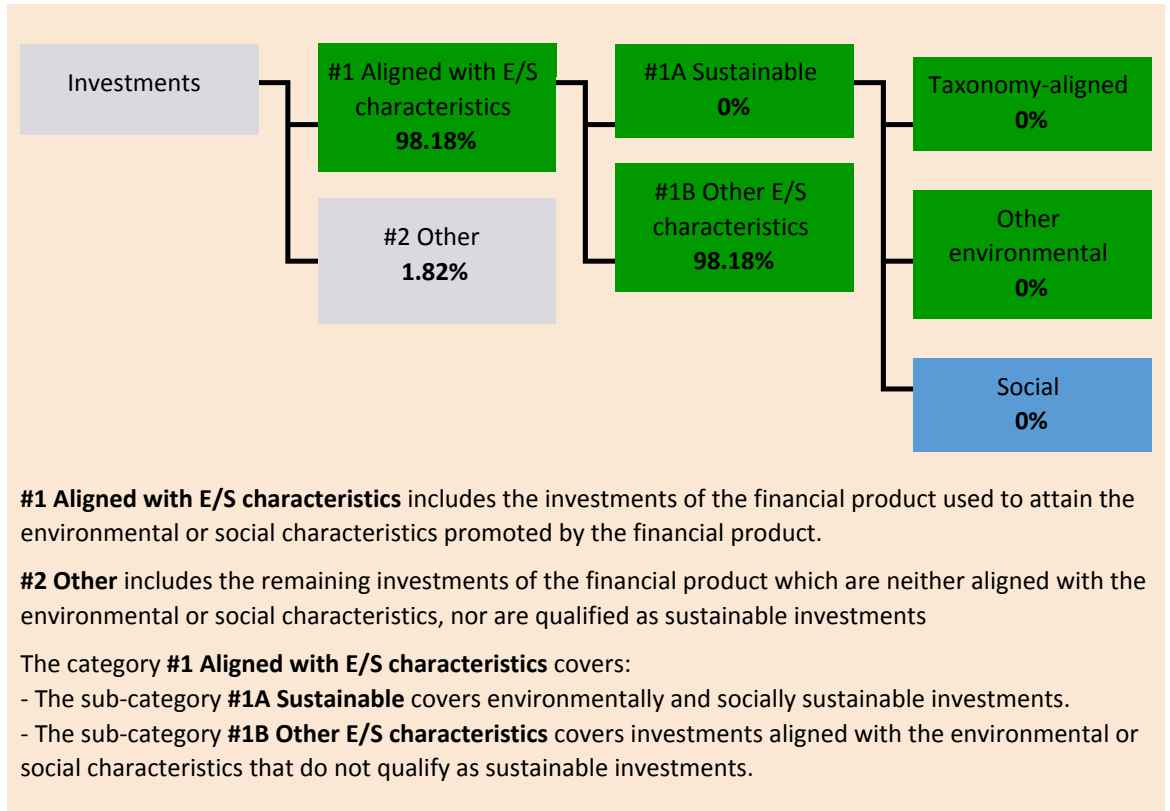 Investments
#1 Aligned with E/S
characteristics
98.18%
#2 Other
1.82%
#1A Sustainable
0%
#1B Other E/S
characteristics
98.18%
Taxonomy-aligned
0%
Other
environmental
0%
Social
0%
#1 Aligned with E/S characteristics includes the investments of the financial product used to attain the
environmental or social characteristics promoted by the financial product.
#2 Other includes the remaining investments of the financial product which are neither aligned with the
environmental or social characteristics, nor are qualified as sustainable investments
The category #1 Aligned with E/S characteristics covers:
- The sub-category #1A Sustainable covers environmentally and socially sustainable investments.
- The sub-category #1B Other E/S characteristics covers investments aligned with the environmental or
social characteristics that do not qualify as sustainable investments.